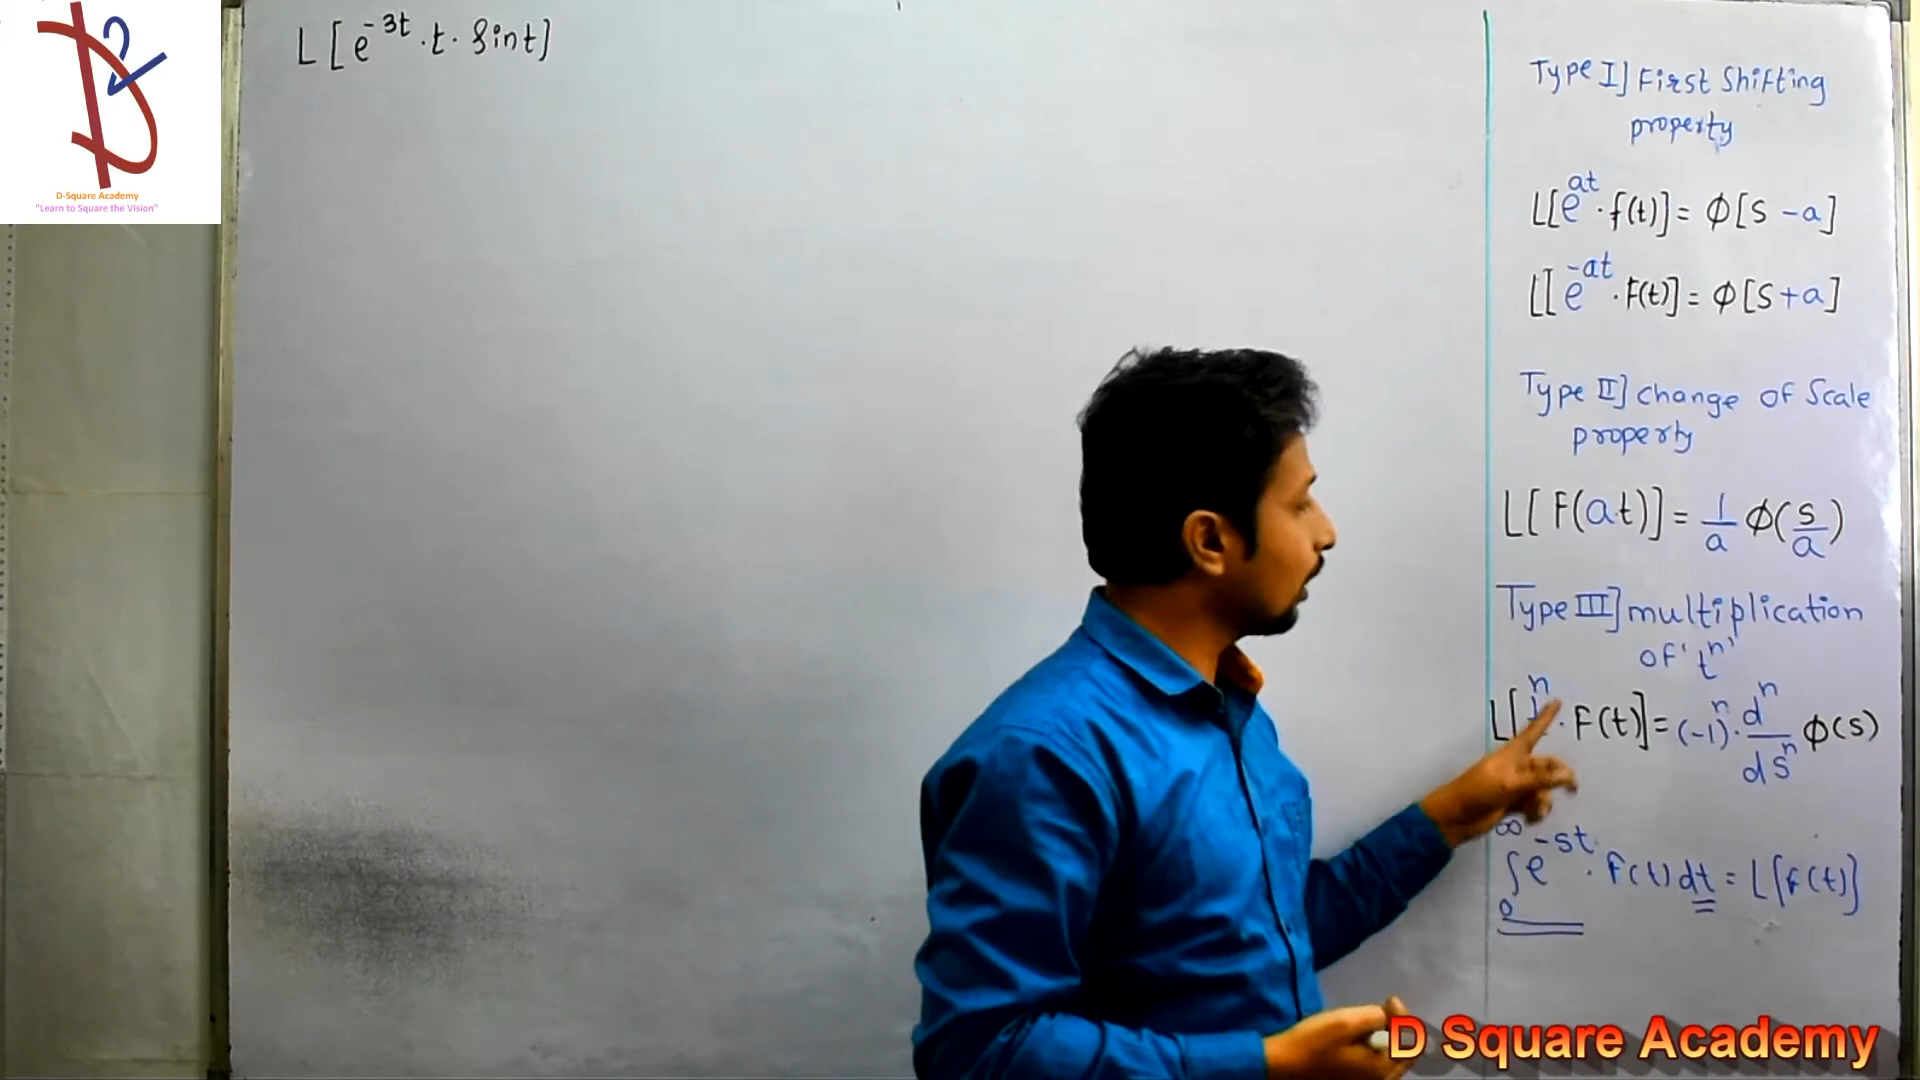 D-Square Academy
"Learn to Square the Vision"
L[e^{-3t}.t. Sint]
Type I] First Shifting
property
L[e^{at}.f(t)] = φ[S-a]
L[e^{-at}.F(t)] = φ[S+a]
Type II] change of Scale
property
L[F(at)] = 1/a φ(s/a)
Type III] multiplication
of 't^n'
L[t^n.F(t)] = (-1)^n. d^n/ds^n φ(s)
∫_0^∞ e^{-st}.F(t)dt = L[f(t)]
D Square Academy